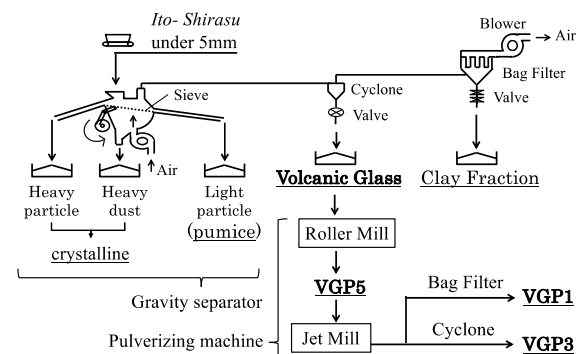 Ito- Shirasu
under 5mm
Blower
Air
Sieve
Cyclone
Valve
Bag Filter
Valve
Air
Heavy
particle
Heavy
dust
Light
particle
(pumice)
Volcanic Glass
Clay Fraction
crystalline
Gravity separator
Roller Mill
VGP5
Pulverizing machine
Jet Mill
Bag Filter
VGP1
Cyclone
VGP3